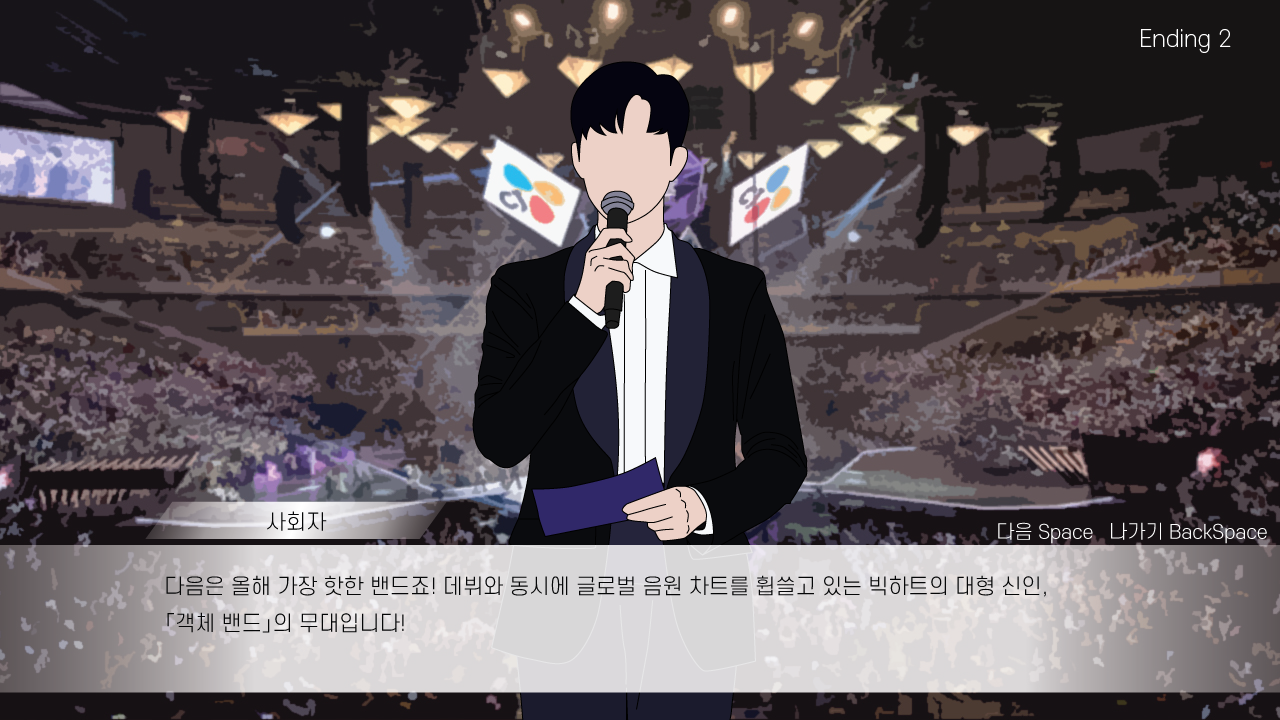 Ending 2
사회자
다음 Space 나가기 BackSpace
다음은 올해 가장 핫한 밴드죠! 데뷔와 동시에 글로벌 음원 차트를 휩쓸고 있는 빅하트의 대형 신인,
「객체 밴드」의 무대입니다!